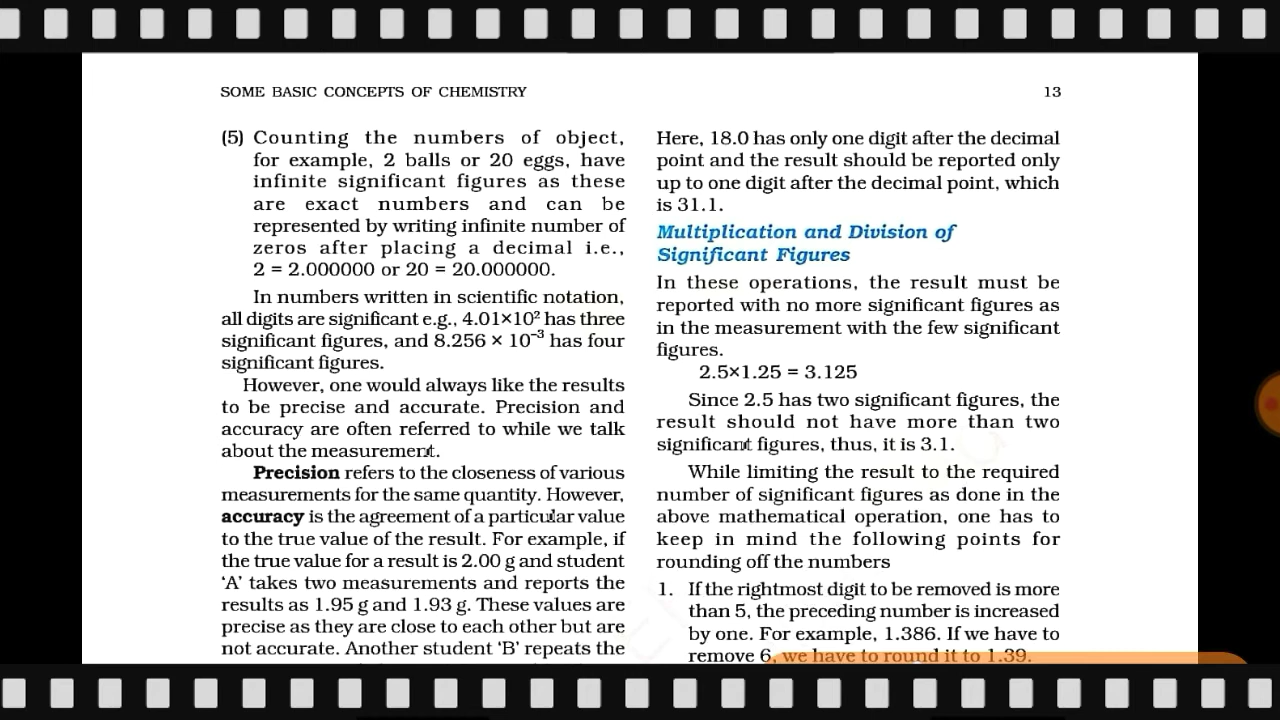 SOME BASIC CONCEPTS OF CHEMISTRY
13
(5) Counting the numbers of object,
for example, 2 balls or 20 eggs, have
infinite significant figures as these
are exact numbers and can be
represented by writing infinite number of
zeros after placing a decimal i.e.,
2 = 2.000000 or 20 = 20.000000.
In numbers written in scientific notation,
all digits are significant e.g., 4.01×10² has three
significant figures, and 8.256 × 10⁻³ has four
significant figures.
However, one would always like the results
to be precise and accurate. Precision and
accuracy are often referred to while we talk
about the measurement.
Precision refers to the closeness of various
measurements for the same quantity. However,
accuracy is the agreement of a particular value
to the true value of the result. For example, if
the true value for a result is 2.00 g and student
‘A’ takes two measurements and reports the
results as 1.95 g and 1.93 g. These values are
precise as they are close to each other but are
not accurate. Another student ‘B’ repeats the
Here, 18.0 has only one digit after the decimal
point and the result should be reported only
up to one digit after the decimal point, which
is 31.1.
Multiplication and Division of
Significant Figures
In these operations, the result must be
reported with no more significant figures as
in the measurement with the few significant
figures.
2.5×1.25 = 3.125
Since 2.5 has two significant figures, the
result should not have more than two
significant figures, thus, it is 3.1.
While limiting the result to the required
number of significant figures as done in the
above mathematical operation, one has to
keep in mind the following points for
rounding off the numbers
1. If the rightmost digit to be removed is more
than 5, the preceding number is increased
by one. For example, 1.386. If we have to
remove 6, we have to round it to 1.39.